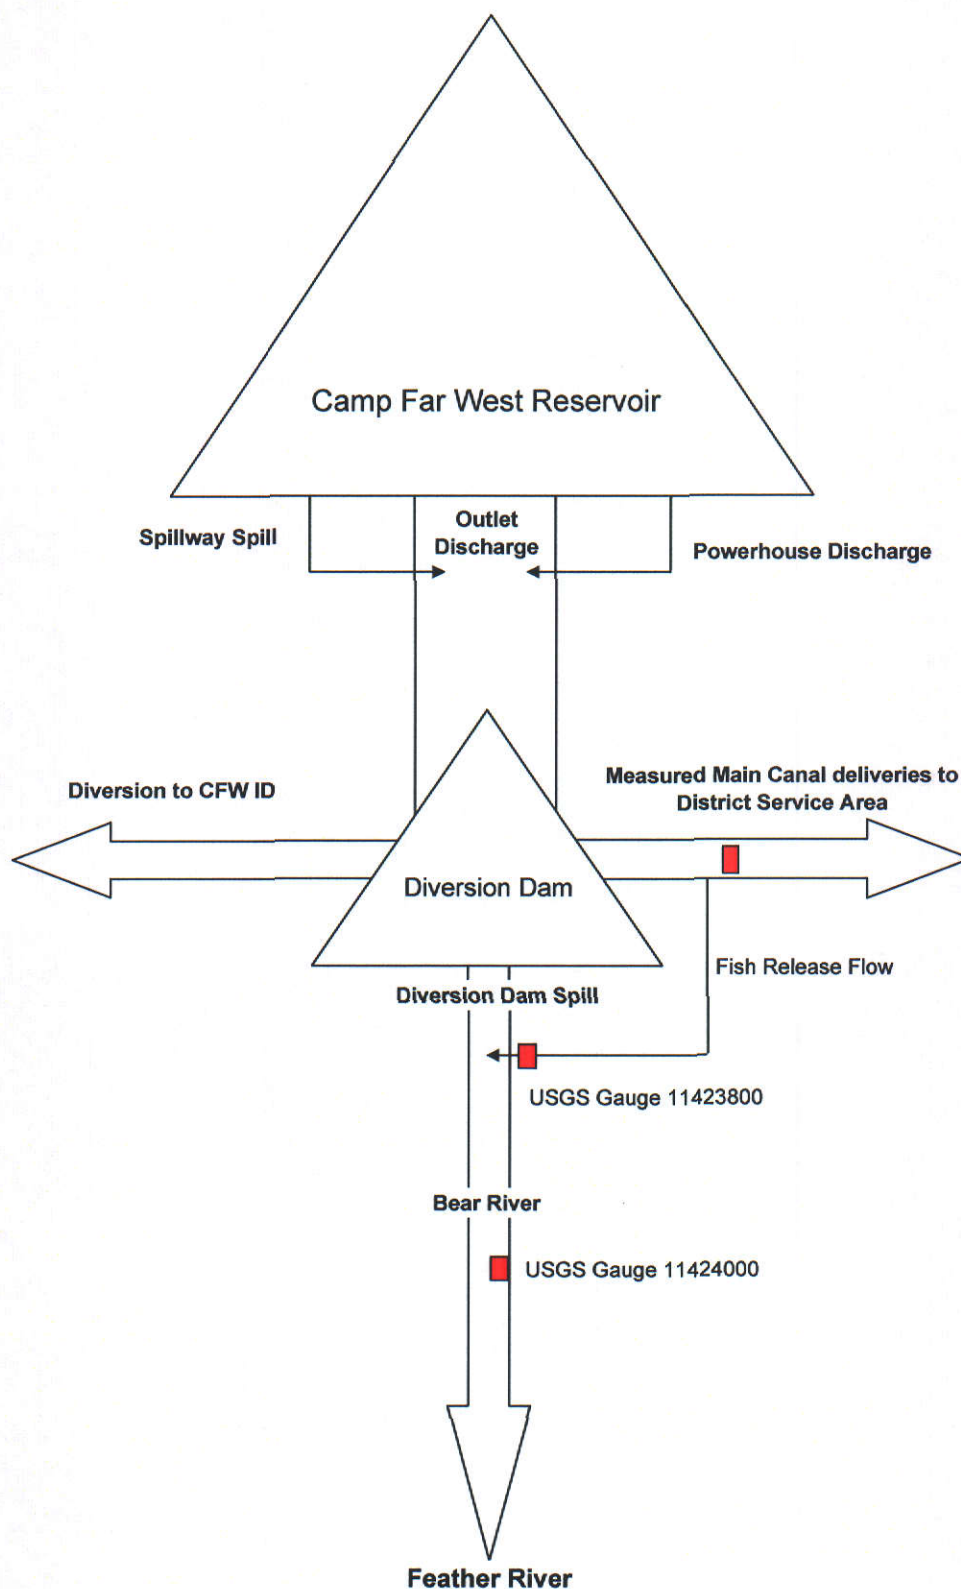 Camp Far West Reservoir
Spillway Spill
Outlet
Discharge
Powerhouse Discharge
Diversion to CFW ID
Measured Main Canal deliveries to
District Service Area
Diversion Dam
Fish Release Flow
Diversion Dam Spill
USGS Gauge 11423800
Bear River
USGS Gauge 11424000
Feather River